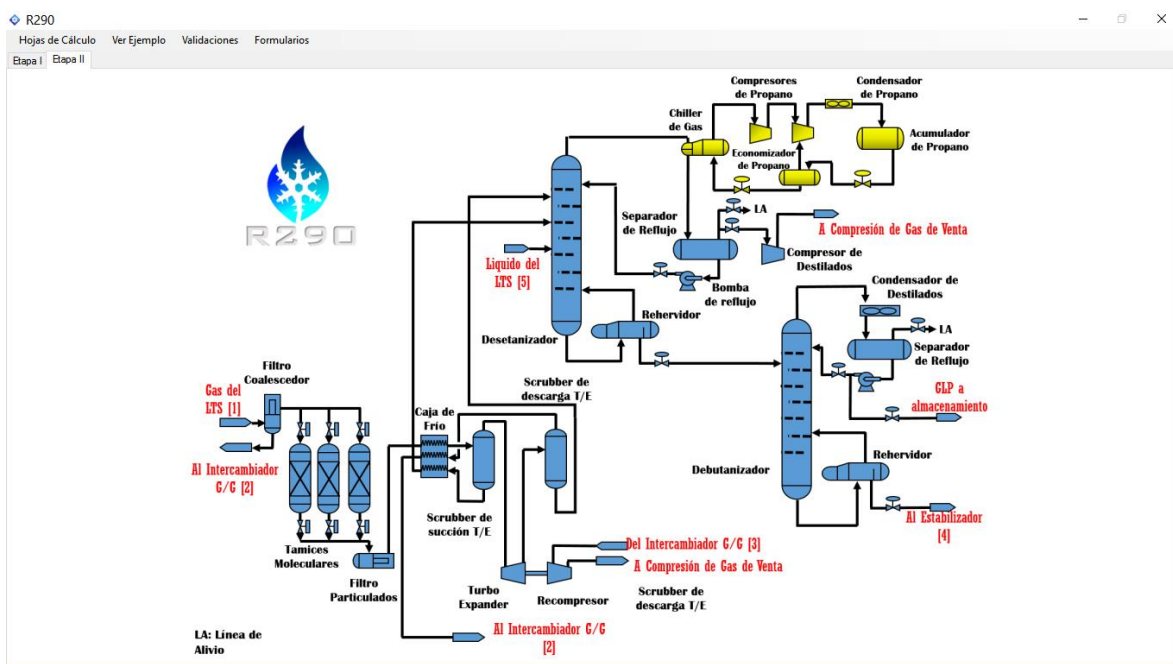 R290
Hojas de Cálculo Ver Ejemplo Validaciones Formularios
Etapa I Etapa II
Compresores
de Propano
Condensador
de Propano
Chiller
de Gas
Acumulador
de Propano
Economizador
de Propano
R290
Separador
de Reflujo
LA
A Compresión de Gas de Venta
Compresor de
Destilados
Liquido del
LTS [5]
Bomba
de reflujo
Condensador de
Destilados
Rehervidor
LA
Desetanizador
Separador
de Reflujo
Filtro
Coalescedor
Gas del
LTS [1]
Scrubber de
descarga T/E
GLP a
almacenamiento
Caja de
Frío
Al Intercambiador
G/G [2]
Debutanizador
Rehervidor
Scrubber de
succión T/E
Al Estabilizador
[4]
Tamices
Moleculares
Del Intercambiador G/G [3]
A Compresión de Gas de Venta
Filtro
Particulados
Turbo
Expander
Recompresor
Scrubber de
descarga T/E
Al Intercambiador G/G
[2]
LA: Línea de
Alivio